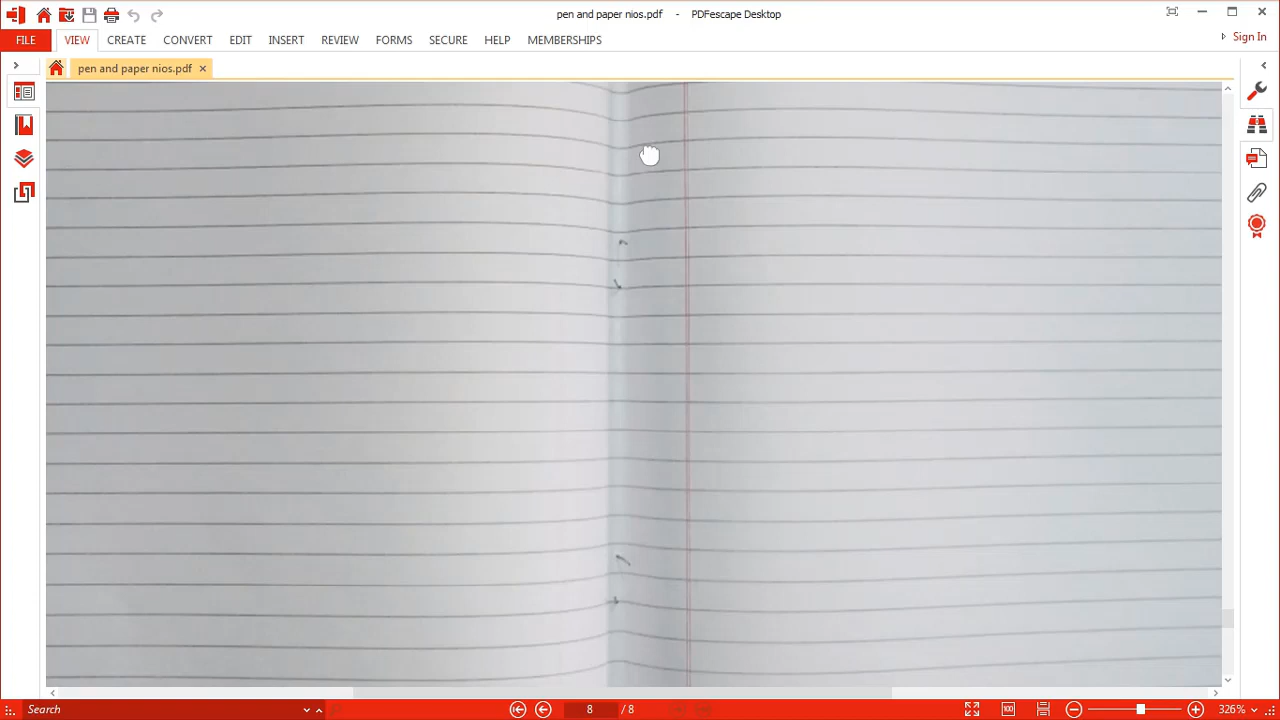 pen and paper nios.pdf - PDFescape Desktop
FILE VIEW CREATE CONVERT EDIT INSERT REVIEW FORMS SECURE HELP MEMBERSHIPS Sign In
pen and paper nios.pdf
Search 8 / 8 100 326%